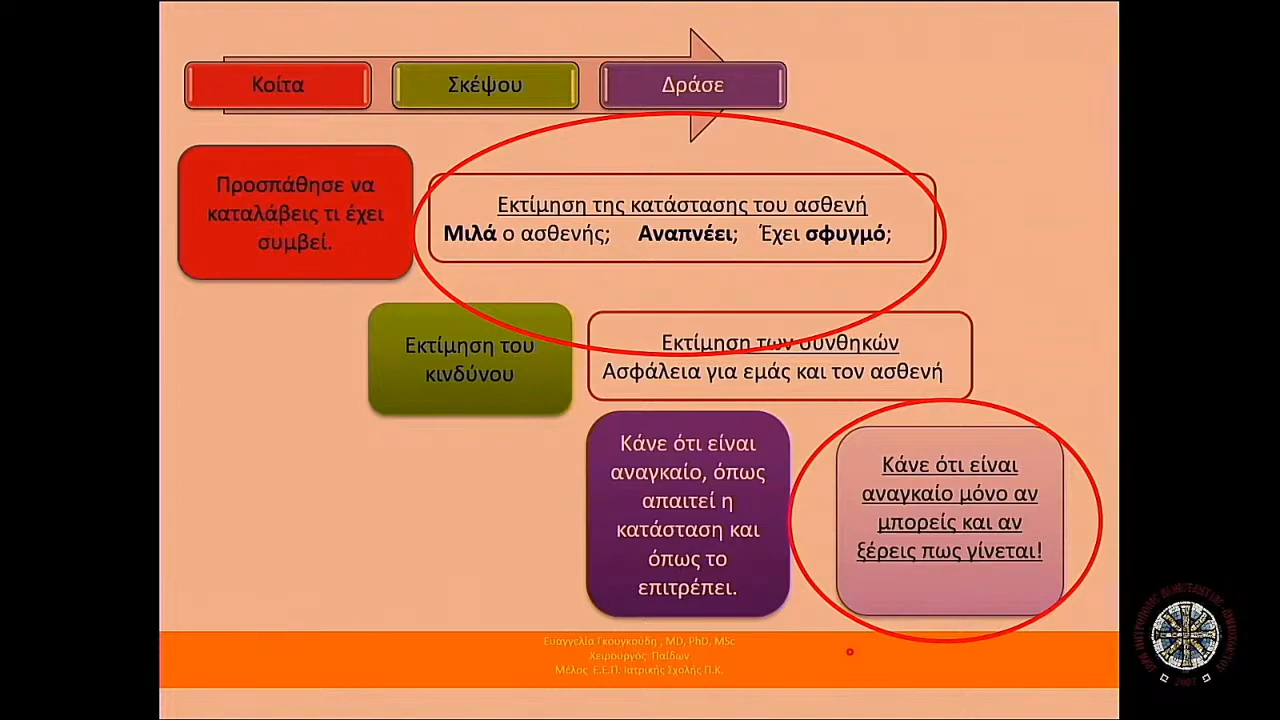 Κοίτα
Σκέψου
Δράσε
Προσπάθησε να
καταλάβεις τι έχει
συμβεί.
Εκτίμηση της κατάστασης του ασθενή
Μιλά ο ασθενής; Αναπνέει; Έχει σφυγμό;
Εκτίμηση του
κινδύνου
Εκτίμηση των συνθηκών
Ασφάλεια για εμάς και τον ασθενή
Κάνε ότι είναι
αναγκαίο, όπως
απαιτεί η
κατάσταση και
όπως το
επιτρέπει.
Κάνε ότι είναι
αναγκαίο μόνο αν
μπορείς και αν
ξέρεις πως γίνεται!
Ευαγγελία Γκουγκούδη , MD, PhD, MSc
Χειρουργός Παίδων
Μέλος Ε.Ε.Π. Ιατρικής Σχολής Π.Κ.
2007